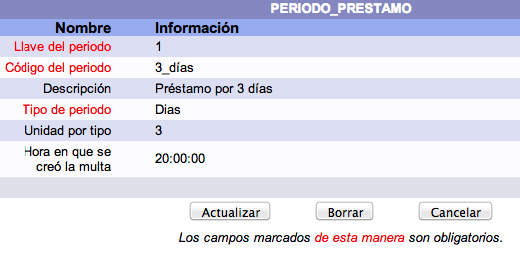 PERIODO_PRESTAMO
Nombre Información
Llave del periodo 1
Código del periodo 3_días
Descripción Préstamo por 3 días
Tipo de periodo Dias
Unidad por tipo 3
Hora en que se
creó la multa 20:00:00
Actualizar Borrar Cancelar
Los campos marcados de esta manera son obligatorios.